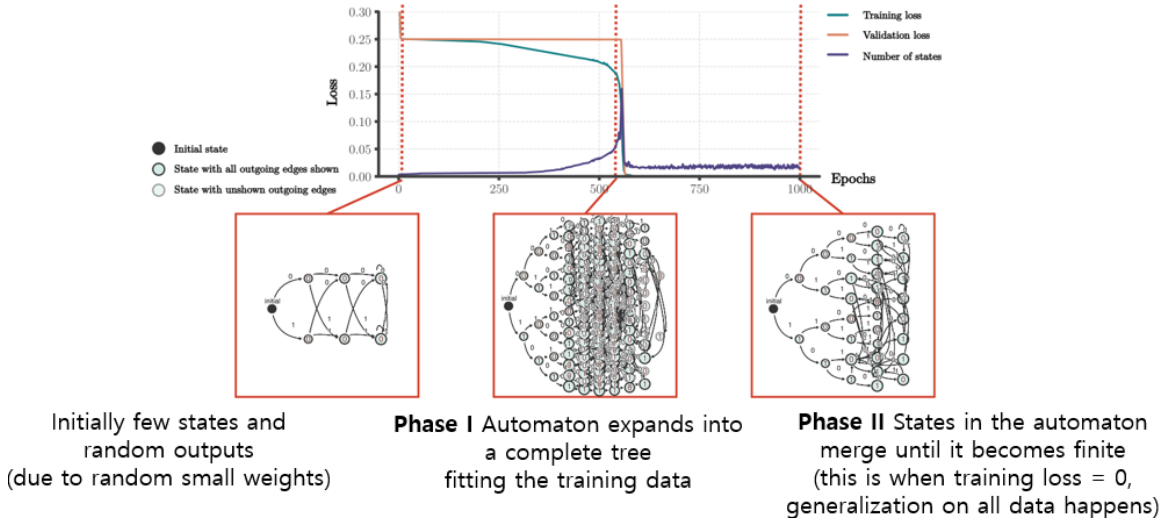 0.30
0.25
0.20
0.15
0.10
0.05
0.00
Loss
0
250
500
750
1000
Epochs
Training loss
Validation loss
Number of states
Initial state
State with all outgoing edges shown
State with unshown outgoing edges
initial
initial
initial
Initially few states and
random outputs
(due to random small weights)
Phase I Automaton expands into
a complete tree
fitting the training data
Phase II States in the automaton
merge until it becomes finite
(this is when training loss = 0,
generalization on all data happens)